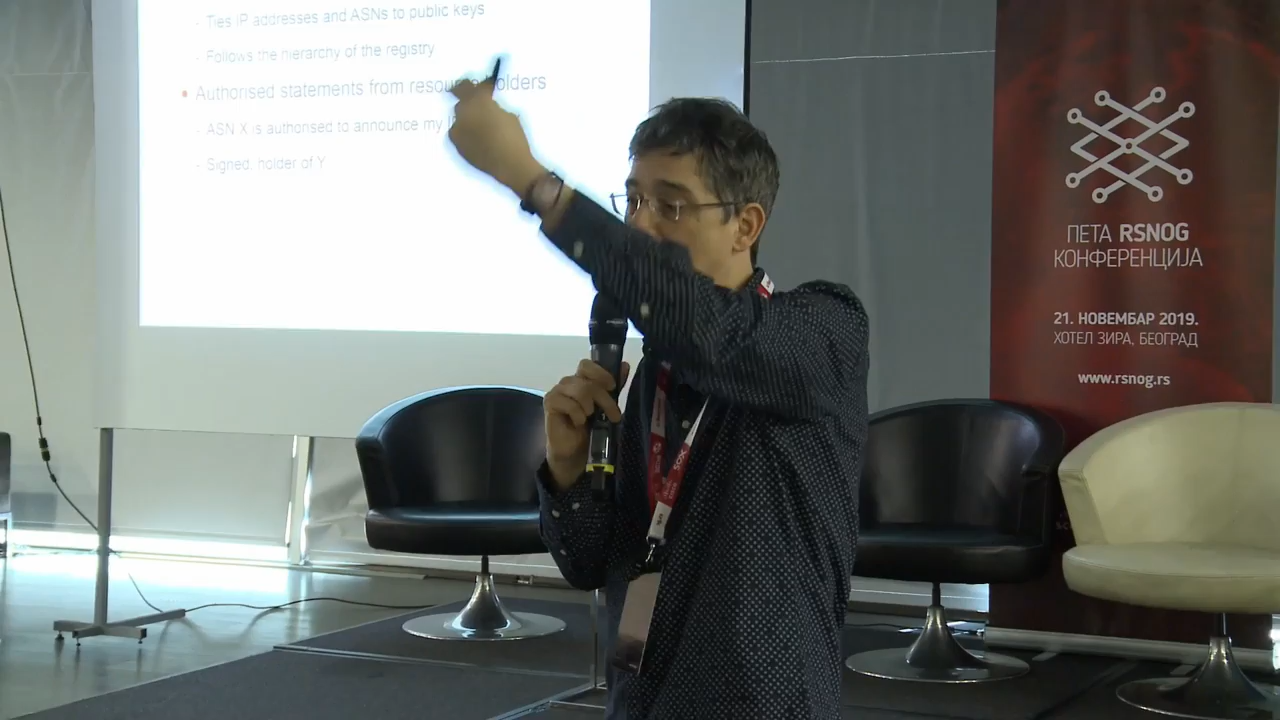 - Ties IP addresses and ASNs to public keys
- Follows the hierarchy of the registry
• Authorised statements from resource holders
- ASN X is authorised to announce my
- Signed, holder of Y
ПЕТА RSNOG
КОНФЕРЕНЦИЈА
21. НОВЕМБАР 2019.
ХОТЕЛ ЗИРА, БЕОГРАД
www.rsnog.rs
SOX